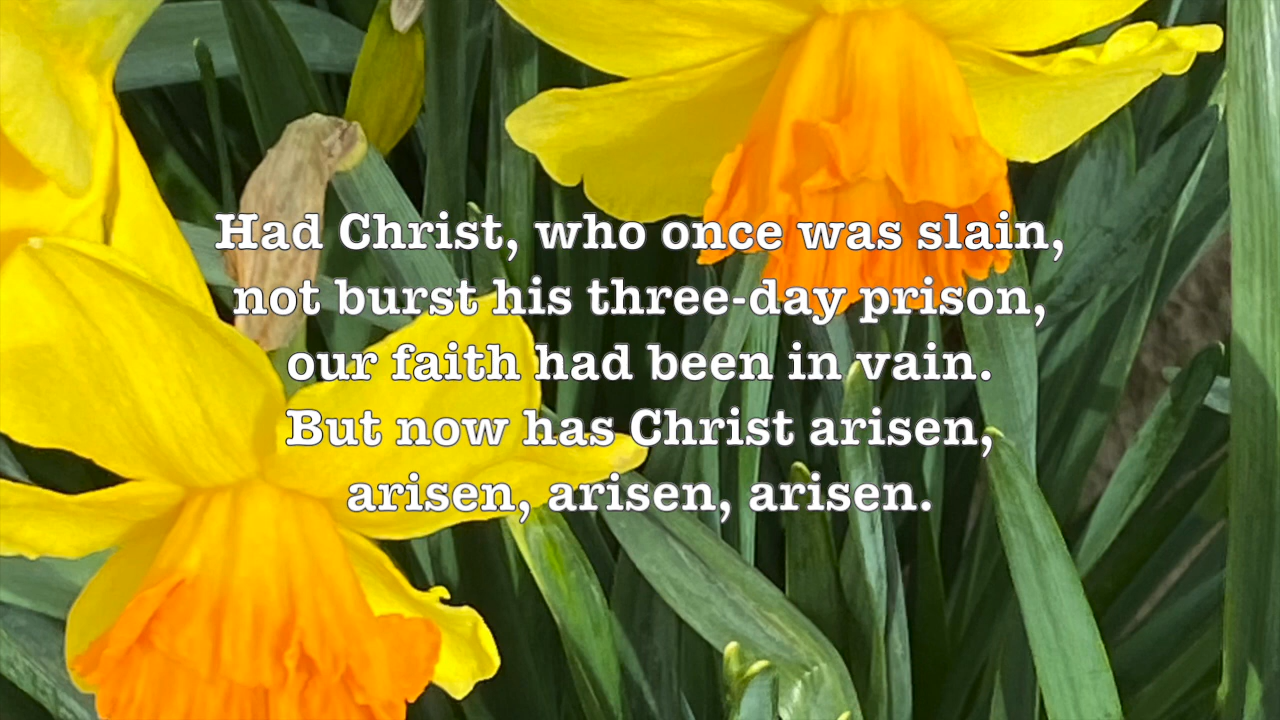 Had Christ, who once was slain,
not burst his three-day prison,
our faith had been in vain.
But now has Christ arisen,
arisen, arisen, arisen.